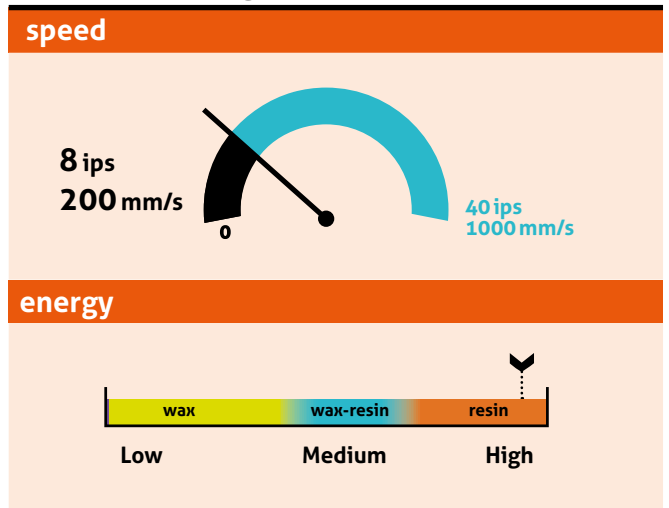 speed
8 ips
200 mm/s
0
40 ips
1000 mm/s
energy
wax wax-resin resin
Low Medium High